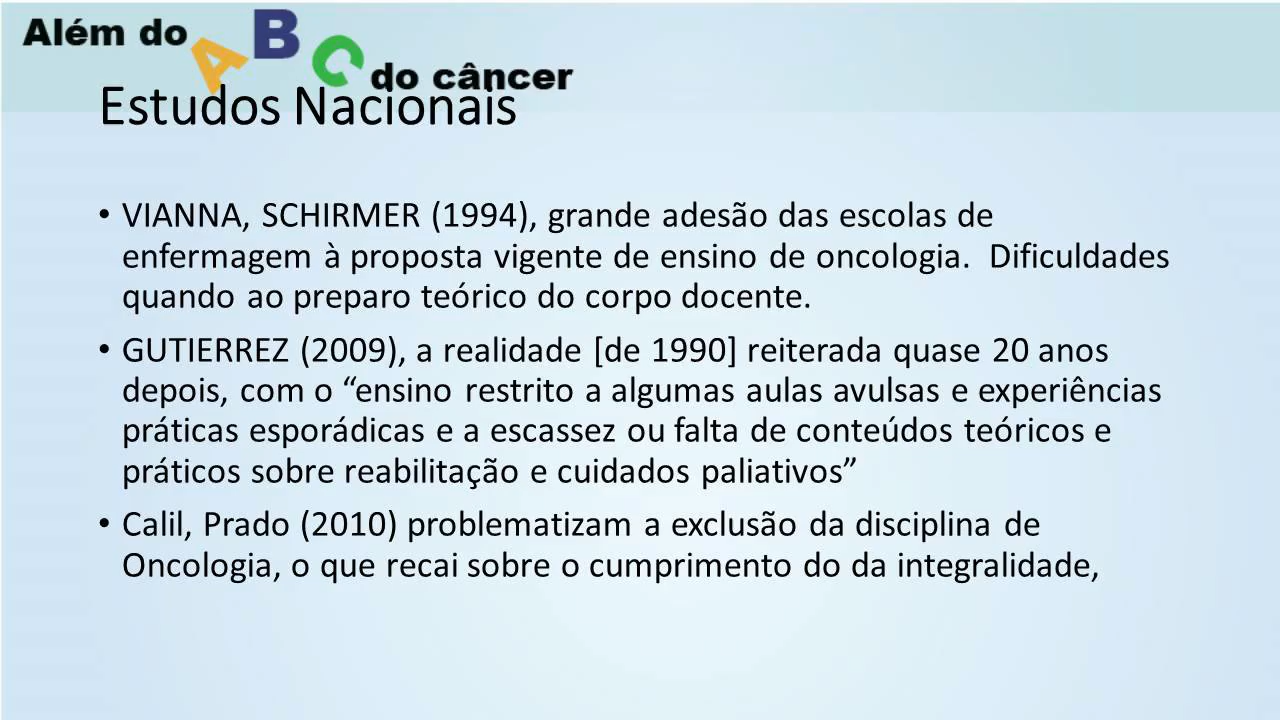 Além do ABC do câncer
Estudos Nacionais
• VIANNA, SCHIRMER (1994), grande adesão das escolas de
enfermagem à proposta vigente de ensino de oncologia.  Dificuldades
quando ao preparo teórico do corpo docente.
• GUTIERREZ (2009), a realidade [de 1990] reiterada quase 20 anos
depois, com o “ensino restrito a algumas aulas avulsas e experiências
práticas esporádicas e a escassez ou falta de conteúdos teóricos e
práticos sobre reabilitação e cuidados paliativos”
• Calil, Prado (2010) problematizam a exclusão da disciplina de
Oncologia, o que recai sobre o cumprimento do da integralidade,